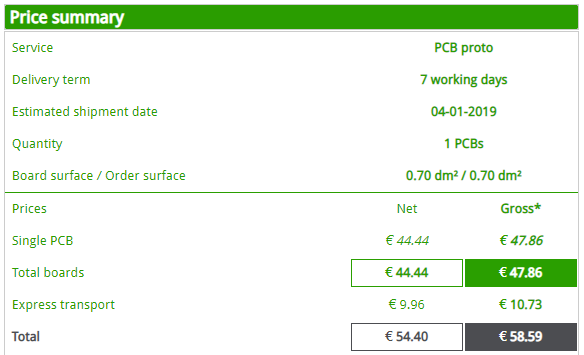 Price summary
Service PCB proto
Delivery term 7 working days
Estimated shipment date 04-01-2019
Quantity 1 PCBs
Board surface / Order surface 0.70 dm² / 0.70 dm²
Prices Net Gross*
Single PCB € 44.44 € 47.86
Total boards € 44.44 € 47.86
Express transport € 9.96 € 10.73
Total € 54.40 € 58.59